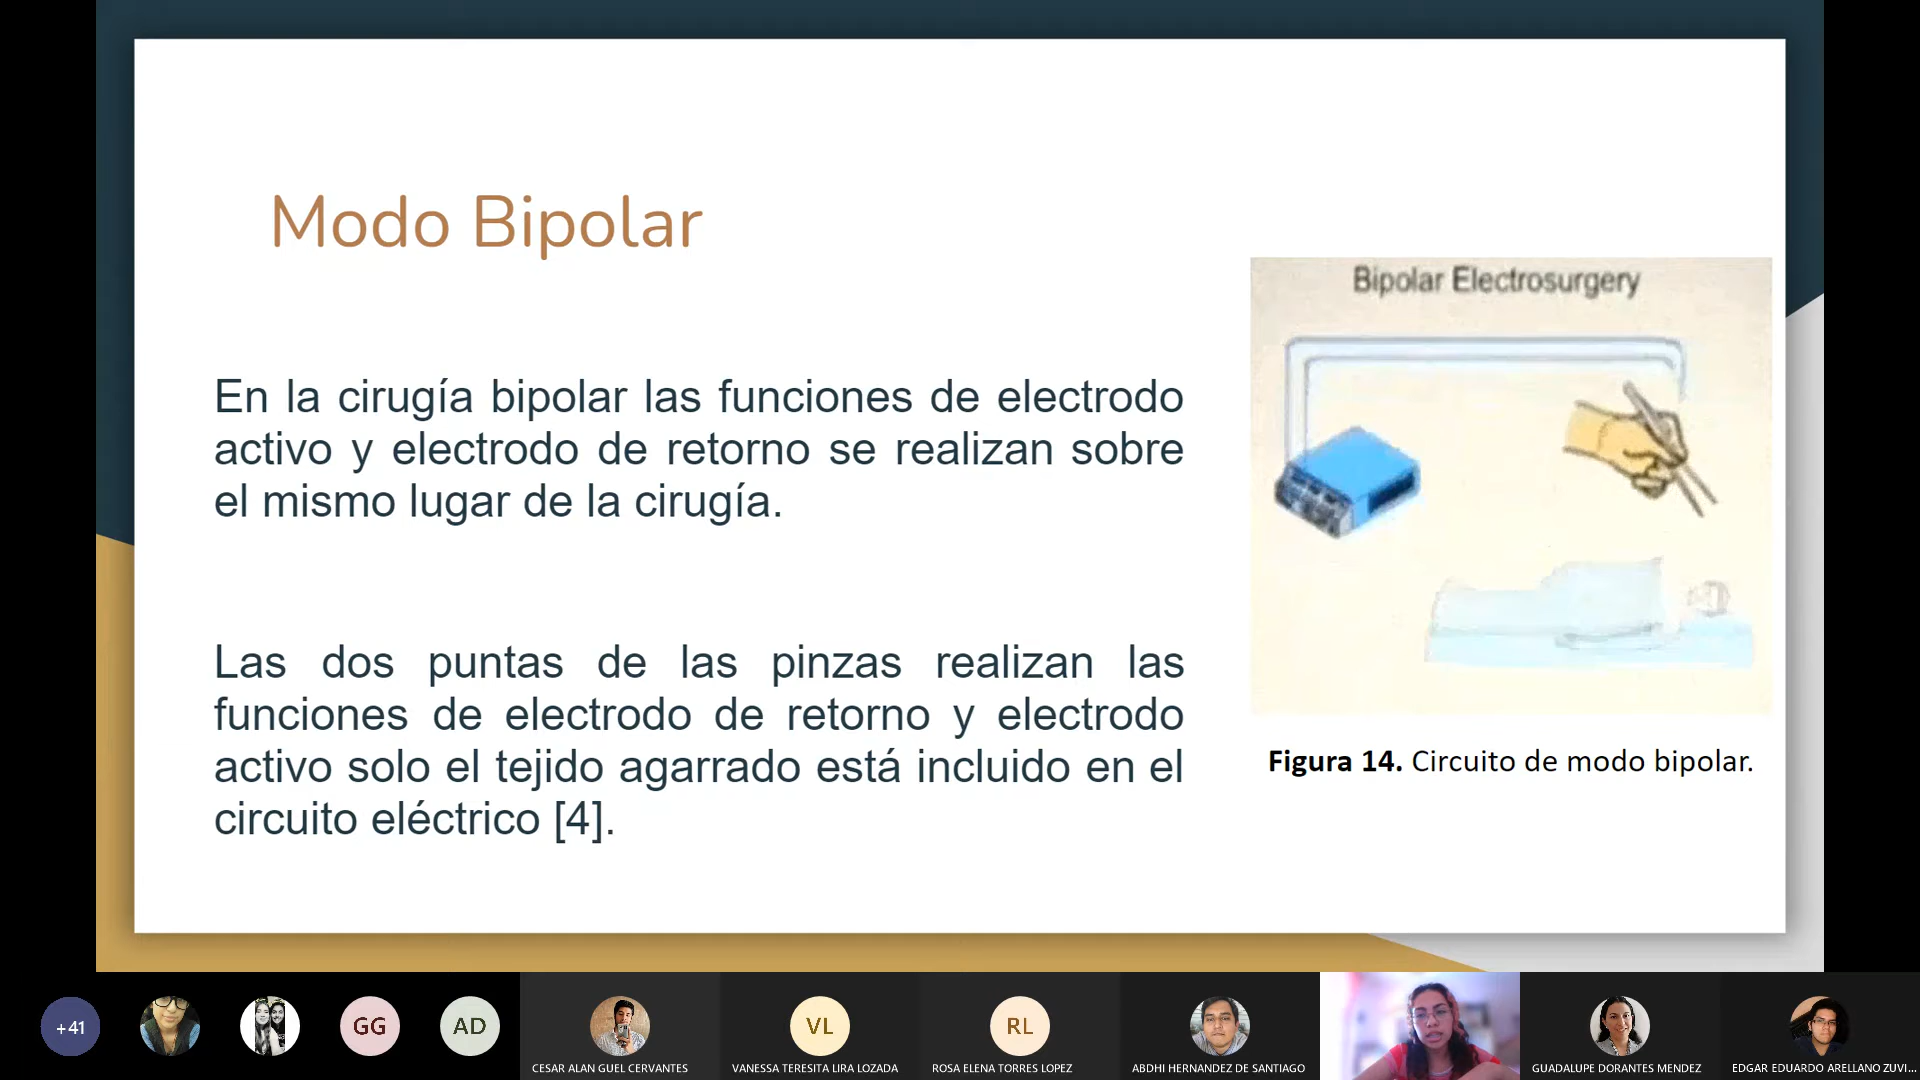 Modo Bipolar
En la cirugía bipolar las funciones de electrodo
activo y electrodo de retorno se realizan sobre
el mismo lugar de la cirugía.
Las dos puntas de las pinzas realizan las
funciones de electrodo de retorno y electrodo
activo solo el tejido agarrado está incluido en el
circuito eléctrico [4].
Bipolar Electrosurgery
Figura 14. Circuito de modo bipolar.
+41
GG
AD
CESAR ALAN GUEL CERVANTES
VL
VANESSA TERESITA LIRA LOZADA
RL
ROSA ELENA TORRES LOPEZ
ABDHI HERNANDEZ DE SANTIAGO
GUADALUPE DORANTES MENDEZ
EDGAR EDUARDO ARELLANO ZUVI...